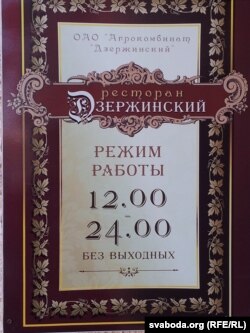 ОАО "Агрокомбинат
"Дзержинский"
ресторан
Дзержинский
РЕЖИМ
РАБОТЫ
12.00
-
24.00
БЕЗ ВЫХОДНЫХ
svaboda.org (RFE/RL)